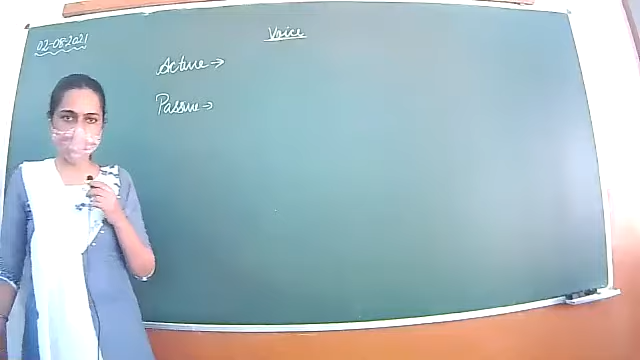 02-08-2021
Voice
Active →
Passive →